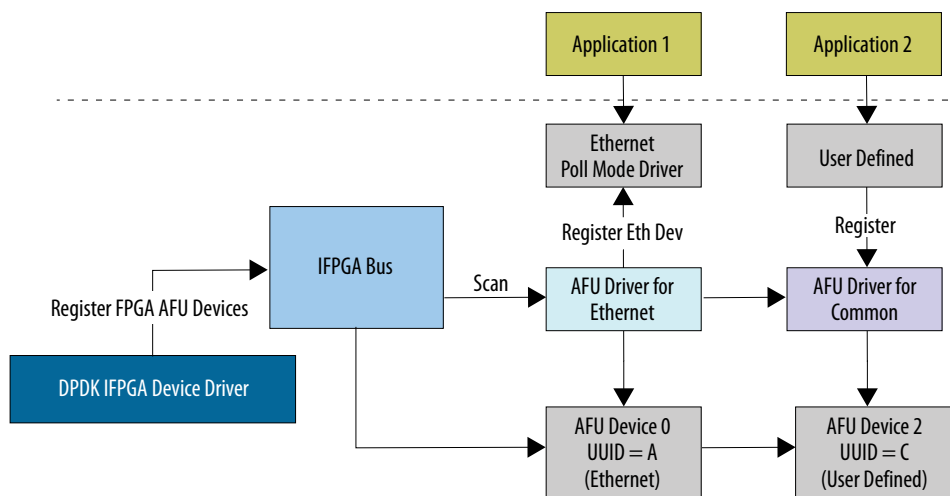 Application 1
Application 2
Ethernet
Poll Mode Driver
User Defined
Register Eth Dev
Register
IFPGA Bus
Scan
AFU Driver for
Ethernet
AFU Driver for
Common
Register FPGA AFU Devices
DPDK IFPGA Device Driver
AFU Device 0
UUID = A
(Ethernet)
AFU Device 2
UUID = C
(User Defined)